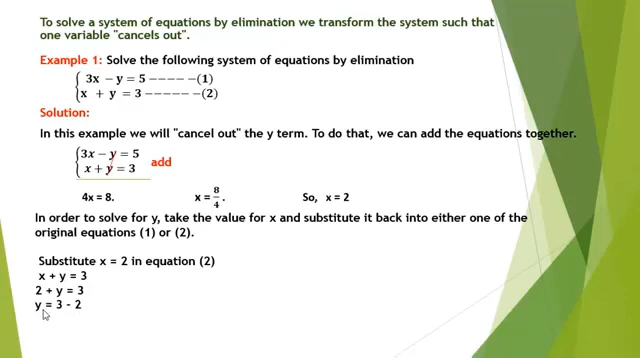 To solve a system of equations by elimination we transform the system such that
one variable "cancels out".
Example 1: Solve the following system of equations by elimination
3x − y = 5 −−−−−(1)
x + y = 3 −−−−−−(2)
Solution:
In this example we will "cancel out" the y term. To do that, we can add the equations together.
3x − y = 5
x + y = 3 add
4x = 8. x = 8/4 . So, x = 2
In order to solve for y, take the value for x and substitute it back into either one of the
original equations (1) or (2).
Substitute x = 2 in equation (2)
x + y = 3
2 + y = 3
y = 3 - 2